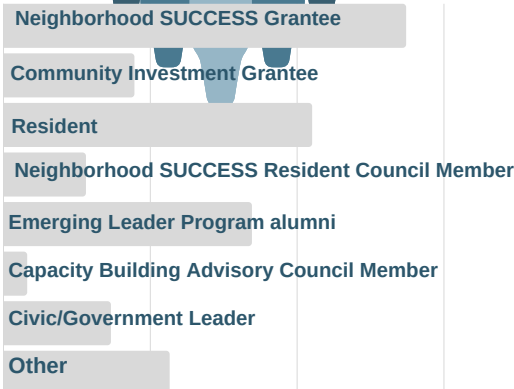 Neighborhood SUCCESS Grantee
Community Investment Grantee
Resident
Neighborhood SUCCESS Resident Council Member
Emerging Leader Program alumni
Capacity Building Advisory Council Member
Civic/Government Leader
Other